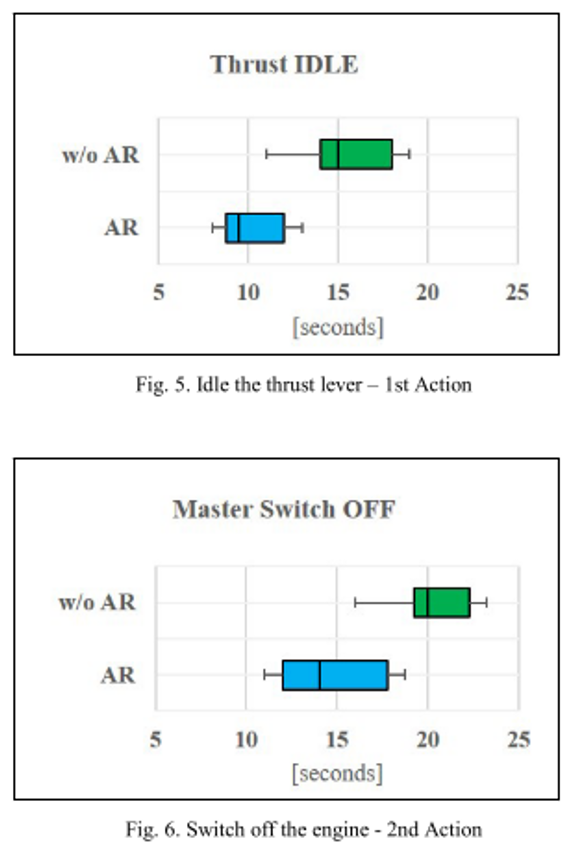 Thrust IDLE
w/o AR
AR
5 10 15 20 25
[seconds]
Fig. 5. Idle the thrust lever – 1st Action
Master Switch OFF
w/o AR
AR
5 10 15 20 25
[seconds]
Fig. 6. Switch off the engine - 2nd Action